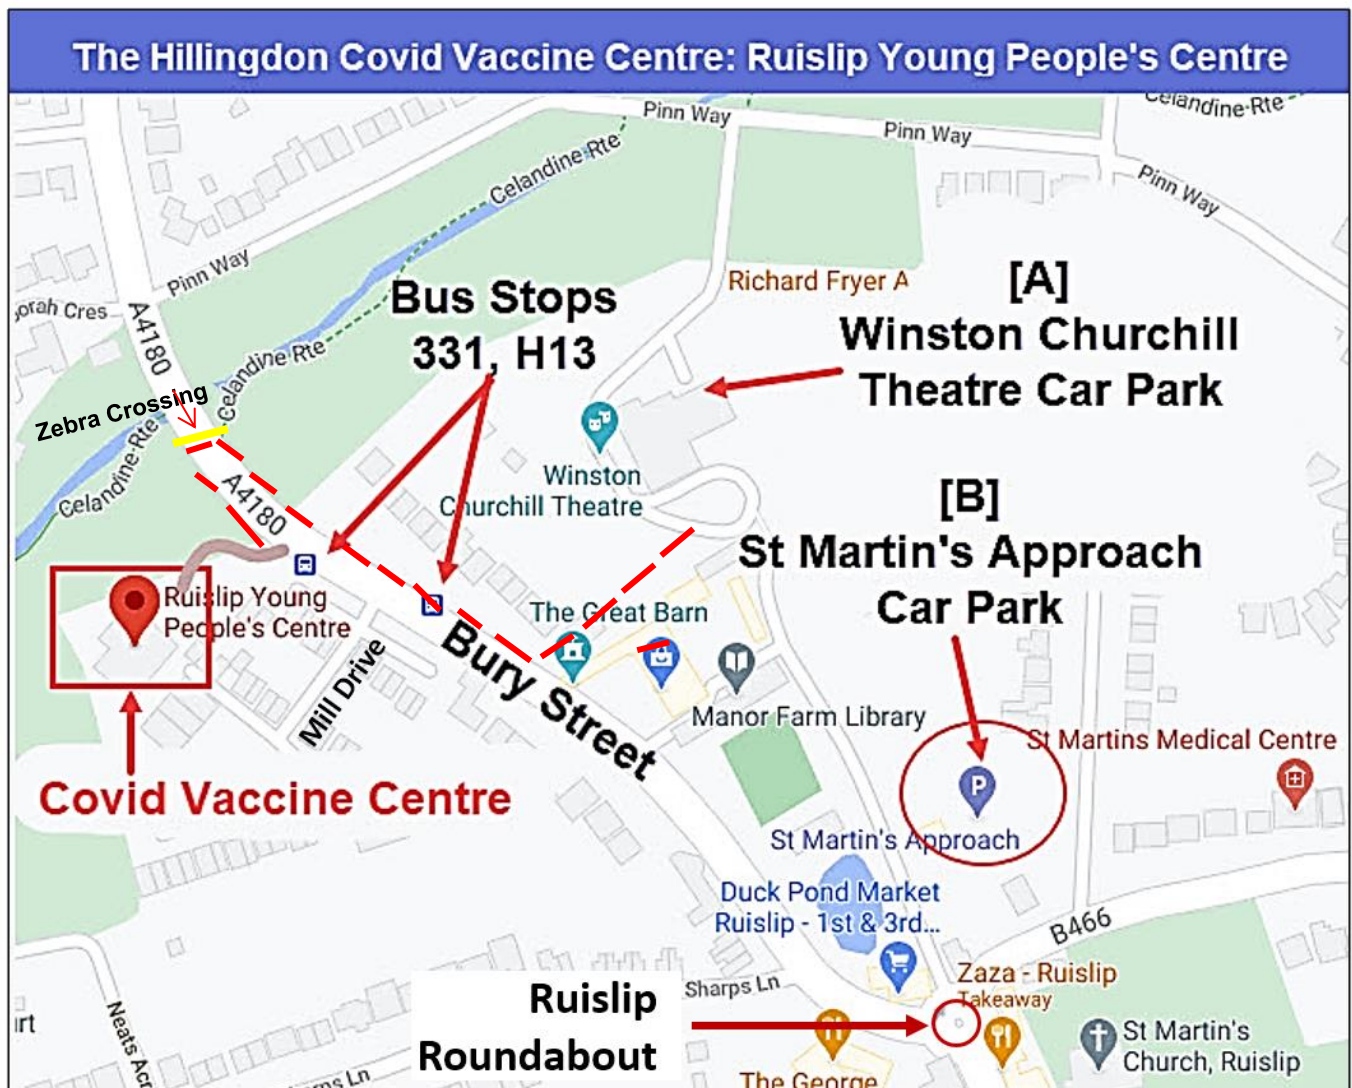 The Hillingdon Covid Vaccine Centre: Ruislip Young People's Centre
Pinn Way
Pinn Way
Celandine Rte
Pinn Way
Celandine Rte
Pinn Way
orah Cres
A4180
Celandine Rte
Zebra Crossing
Celandine Rte
A4180
Bus Stops
331, H13
Richard Fryer A
[A]
Winston Churchill
Theatre Car Park
Winston
Churchill Theatre
[B]
St Martin's Approach
Car Park
Ruislip Young
People's Centre
The Great Barn
Bury Street
Mill Drive
Manor Farm Library
Covid Vaccine Centre
P
St Martin's Approach
St Martins Medical Centre
Duck Pond Market
Ruislip - 1st & 3rd...
B466
Zaza - Ruislip
Takeaway
Sharps Ln
Ruislip
Roundabout
St Martin's
Church, Ruislip
The George
Neats Acr
irt
ms Ln